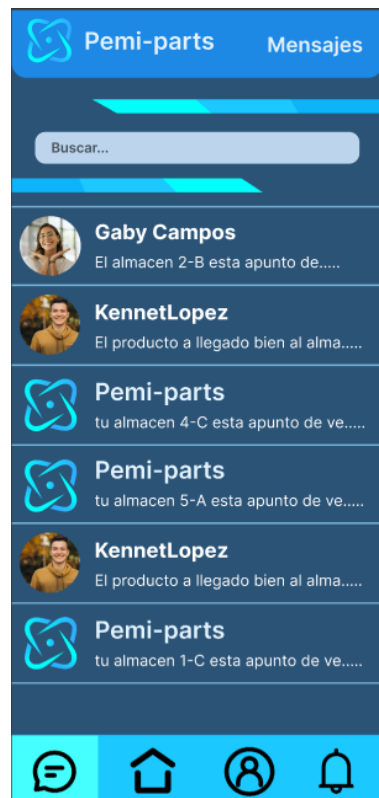 Pemi-parts
Mensajes
Buscar...
Gaby Campos
El almacen 2-B esta apunto de.....
KennetLopez
El producto a llegado bien al alma.....
Pemi-parts
tu almacen 4-C esta apunto de ve.....
Pemi-parts
tu almacen 5-A esta apunto de ve.....
KennetLopez
El producto a llegado bien al alma.....
Pemi-parts
tu almacen 1-C esta apunto de ve.....